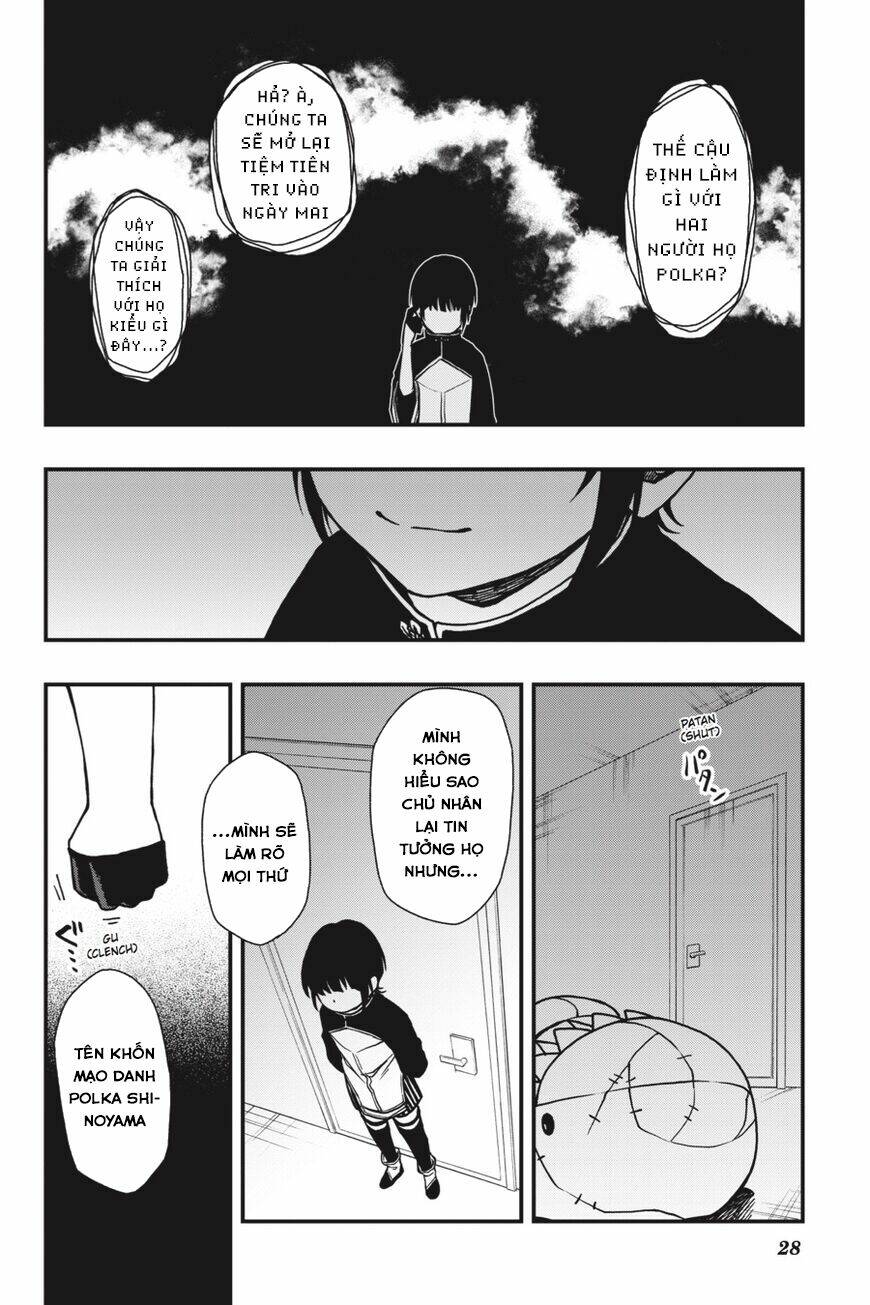 THẾ CẬU
ĐỊNH LÀM
GÌ VỚI
HAI
NGƯỜI HỌ
POLKA?
HẢ? À,
CHÚNG TA
SẼ MỞ LẠI
TIỆM TIÊN
TRI VÀO
NGÀY MAI
VẬY
CHÚNG
TA GIẢI
THÍCH
VỚI HỌ
KIỂU GÌ
ĐÂY...?
PATAN
(SHUT)
パタン
MÌNH
KHÔNG
HIỂU SAO
CHỦ NHÂN
LẠI TIN
TƯỞNG HỌ
NHƯNG...
...MÌNH SẼ
LÀM RÕ
MỌI THỨ
GU
(CLENCH)
ぐ…
TÊN KHỐN
MẠO DANH
POLKA SHI-
NOYAMA
28